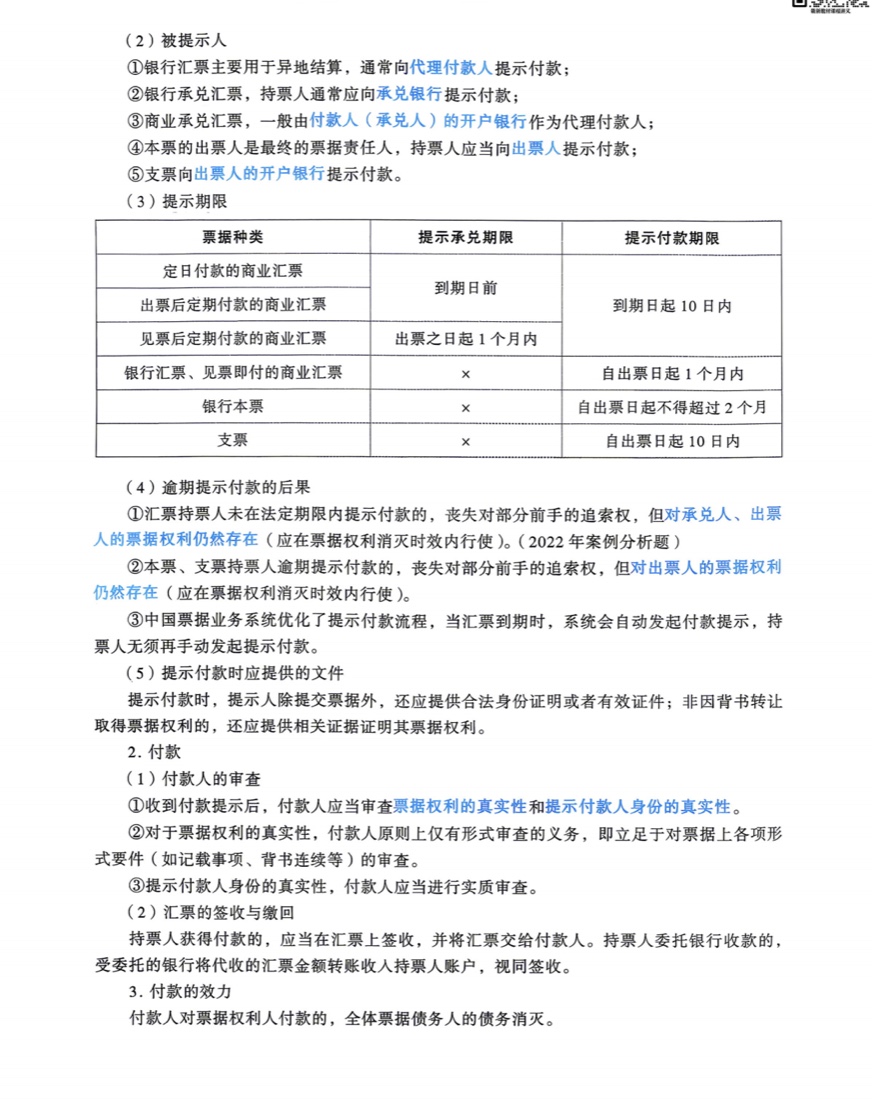 （2）被提示人
①银行汇票主要用于异地结算，通常向代理付款人提示付款；
②银行承兑汇票，持票人通常应向承兑银行提示付款；
③商业承兑汇票，一般由付款人（承兑人）的开户银行作为代理付款人；
④本票的出票人是最终的票据责任人，持票人应当向出票人提示付款；
⑤支票向出票人的开户银行提示付款。
（3）提示期限
票据种类 提示承兑期限 提示付款期限
定日付款的商业汇票
到期日前
出票后定期付款的商业汇票
到期日起 10 日内
见票后定期付款的商业汇票 出票之日起 1 个月内
银行汇票、见票即付的商业汇票 × 自出票日起 1 个月内
银行本票 × 自出票日起不得超过 2 个月
支票 × 自出票日起 10 日内
（4）逾期提示付款的后果
①汇票持票人未在法定期限内提示付款的，丧失对部分前手的追索权，但对承兑人、出票
人的票据权利仍然存在（应在票据权利消灭时效内行使）。（2022 年案例分析题）
②本票、支票持票人逾期提示付款的，丧失对部分前手的追索权，但对出票人的票据权利
仍然存在（应在票据权利消灭时效内行使）。
③中国票据业务系统优化了提示付款流程，当汇票到期时，系统会自动发起付款提示，持
票人无须再手动发起提示付款。
（5）提示付款时应提供的文件
提示付款时，提示人除提交票据外，还应提供合法身份证明或者有效证件；非因背书转让
取得票据权利的，还应提供相关证据证明其票据权利。
2. 付款
（1）付款人的审查
①收到付款提示后，付款人应当审查票据权利的真实性和提示付款人身份的真实性。
②对于票据权利的真实性，付款人原则上仅有形式审查的义务，即立足于对票据上各项形
式要件（如记载事项、背书连续等）的审查。
③提示付款人身份的真实性，付款人应当进行实质审查。
（2）汇票的签收与缴回
持票人获得付款的，应当在汇票上签收，并将汇票交给付款人。持票人委托银行收款的，
受委托的银行将代收的汇票金额转账收入持票人账户，视同签收。
3. 付款的效力
付款人对票据权利人付款的，全体票据债务人的债务消灭。